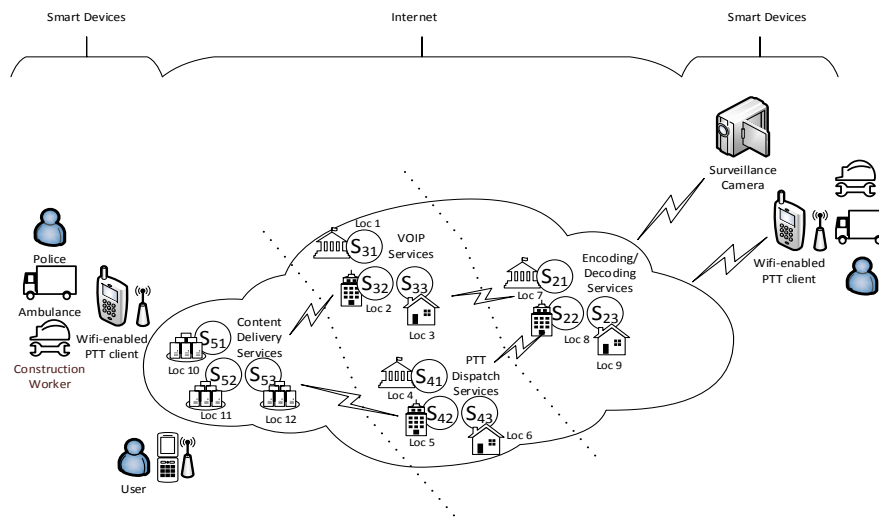 Smart Devices
Internet
Smart Devices
Surveillance
Camera
Wifi-enabled
PTT client
Police
Ambulance
Construction
Worker
Wifi-enabled
PTT client
User
Loc 1
S31
VOIP
Services
S32
S33
Loc 2
Loc 3
Encoding/
Decoding
Services
S21
Loc 7
S22
S23
Loc 8
Loc 9
Content
Delivery
Services
S51
Loc 10
S52
S53
Loc 11
Loc 12
PTT
Dispatch
Services
S41
Loc 4
S42
S43
Loc 5
Loc 6